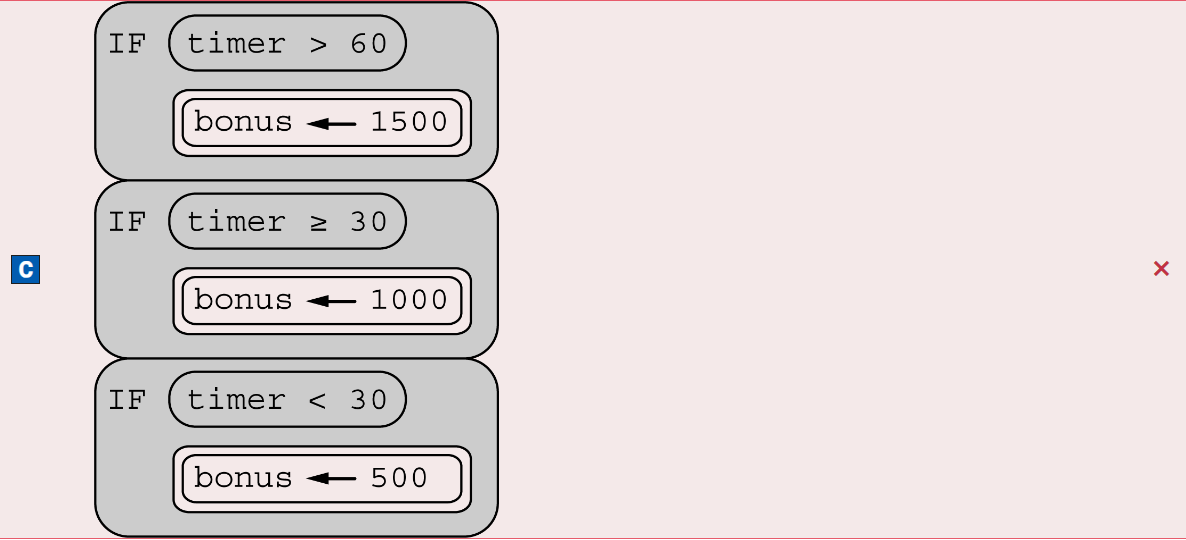 IF timer > 60
bonus ← 1500
IF timer ≥ 30
bonus ← 1000
C
IF timer < 30
bonus ← 500